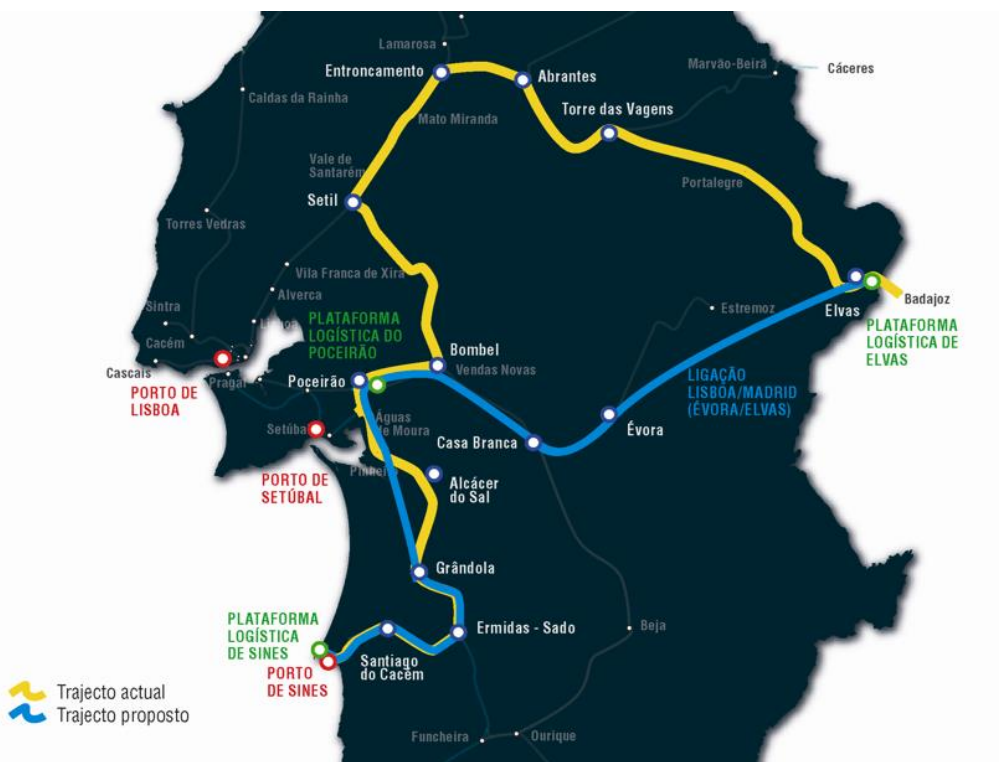 Lamarosa
Entroncamento
Abrantes
Marvão-Beirã
Cáceres
Caldas da Rainha
Mato Miranda
Torre das Vagens
Vale de
Santarém
Portalegre
Setil
Torres Vedras
Vila Franca de Xira
Alverca
Sintra
Cacém
Lisboa
PLATAFORMA
LOGÍSTICA DO
POCEIRÃO
Estremoz
Elvas
Badajoz
PLATAFORMA
LOGÍSTICA DE
ELVAS
Bombel
Vendas Novas
Cascais
PORTO DE
LISBOA
Pragal
Poceirão
LIGAÇÃO
LISBOA/MADRID
(ÉVORA/ELVAS)
Águas
de Moura
Setúbal
Casa Branca
Évora
Pinheiro
PORTO DE
SETÚBAL
Alcácer
do Sal
Grândola
PLATAFORMA
LOGÍSTICA
DE SINES
Ermidas - Sado
Beja
PORTO
DE SINES
Santiago
do Cacém
Trajecto actual
Trajecto proposto
Funcheira
Ourique